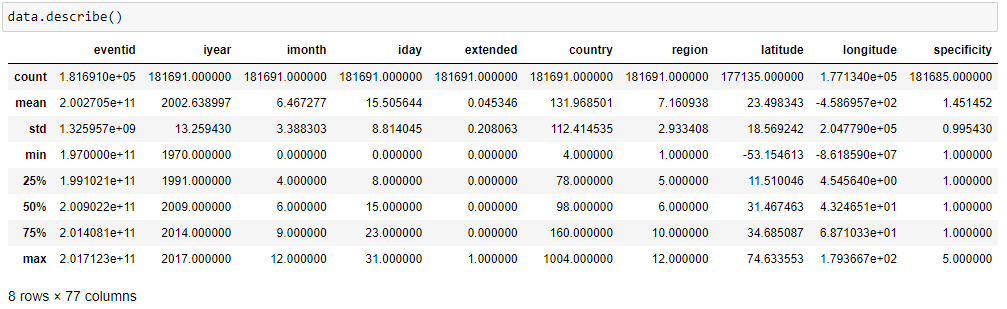 data.describe()
eventid iyear imonth iday extended country region latitude longitude specificity
count 1.816910e+05 181691.000000 181691.000000 181691.000000 181691.000000 181691.000000 181691.000000 177135.000000 1.771340e+05 181685.000000
mean 2.002705e+11 2002.638997 6.467277 15.505644 0.045346 131.968501 7.160938 23.498343 -4.586957e+02 1.451452
std 1.325957e+09 13.259430 3.388303 8.814045 0.208063 112.414535 2.933408 18.569242 2.047790e+05 0.995430
min 1.970000e+11 1970.000000 0.000000 0.000000 0.000000 4.000000 1.000000 -53.154613 -8.618590e+07 1.000000
25% 1.991021e+11 1991.000000 4.000000 8.000000 0.000000 78.000000 5.000000 11.510046 4.545640e+00 1.000000
50% 2.009022e+11 2009.000000 6.000000 15.000000 0.000000 98.000000 6.000000 31.467463 4.324651e+01 1.000000
75% 2.014081e+11 2014.000000 9.000000 23.000000 0.000000 160.000000 10.000000 34.685087 6.871033e+01 1.000000
max 2.017123e+11 2017.000000 12.000000 31.000000 1.000000 1004.000000 12.000000 74.633553 1.793667e+02 5.000000
8 rows × 77 columns